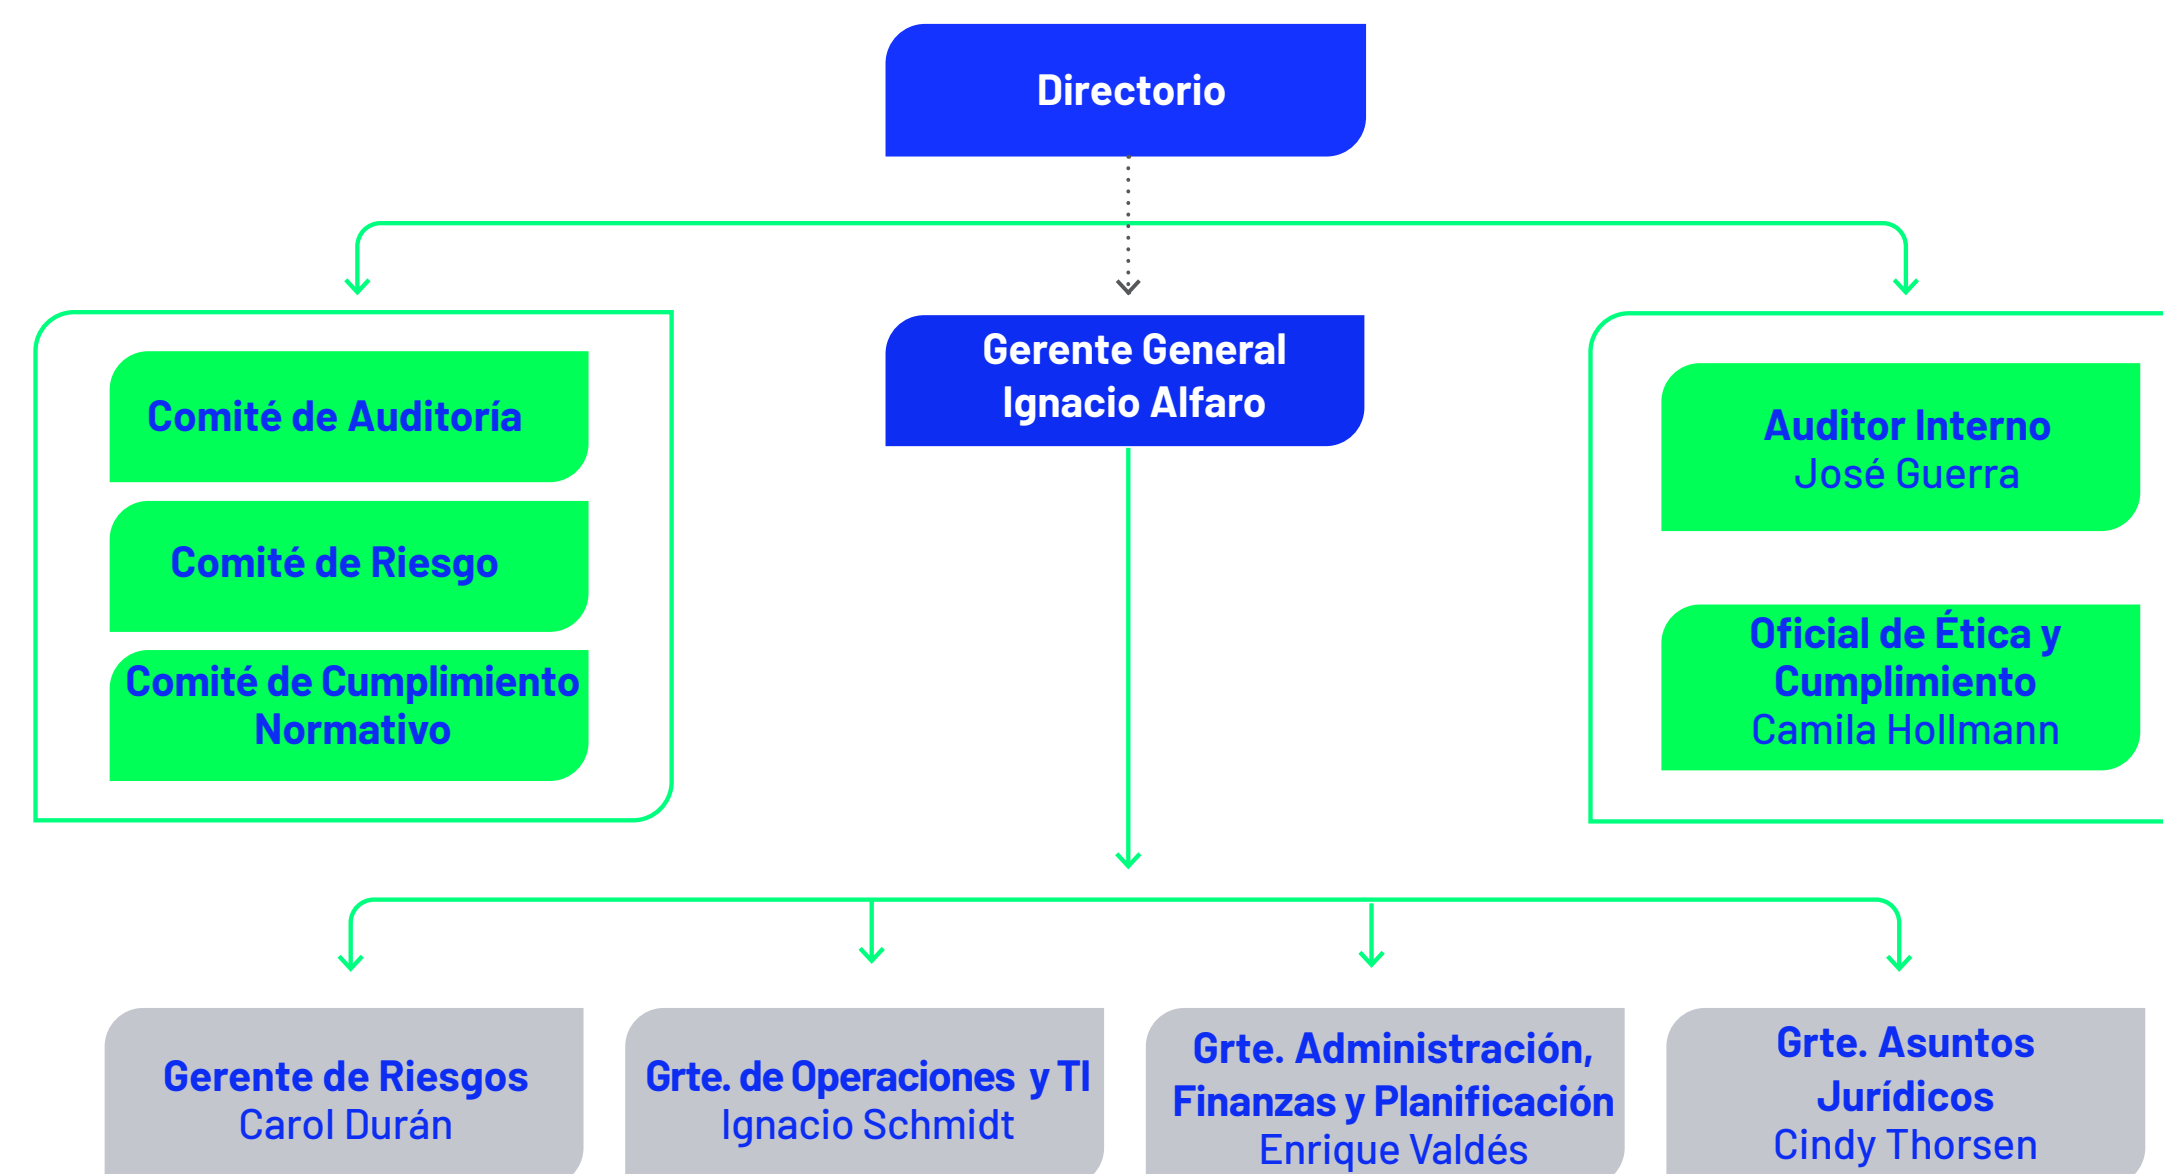 Directorio
Gerente General
Ignacio Alfaro
Comité de Auditoría
Comité de Riesgo
Comité de Cumplimiento
Normativo
Auditor Interno
José Guerra
Oficial de Ética y
Cumplimiento
Camila Hollmann
Gerente de Riesgos
Carol Durán
Grte. de Operaciones y TI
Ignacio Schmidt
Grte. Administración,
Finanzas y Planificación
Enrique Valdés
Grte. Asuntos
Jurídicos
Cindy Thorsen